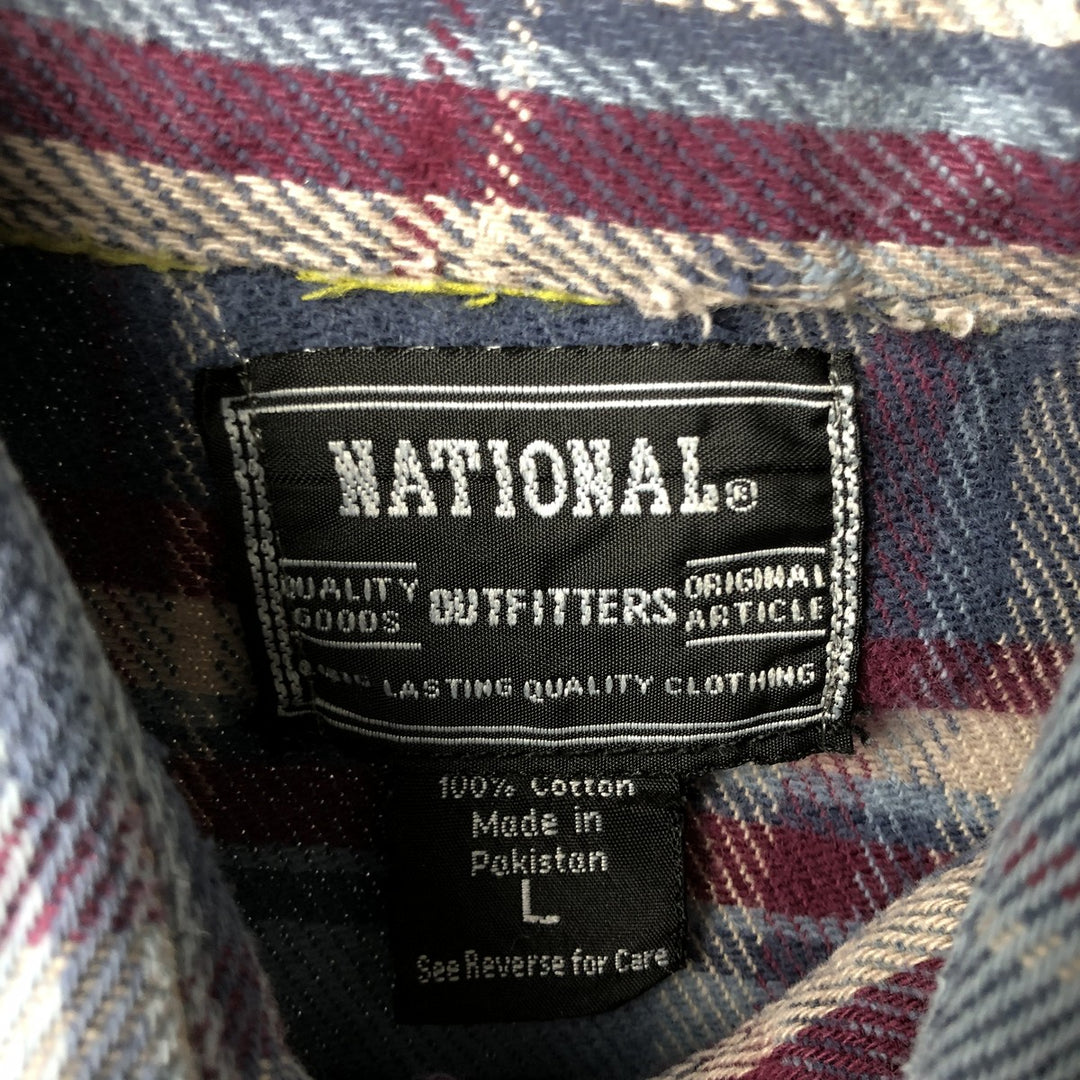 NATIONAL®
QUALITY GOODS
OUTFITTERS
ORIGINAL ARTICLE
LASTING QUALITY CLOTHING
100% Cotton
Made in
Pakistan
L
See Reverse for Care